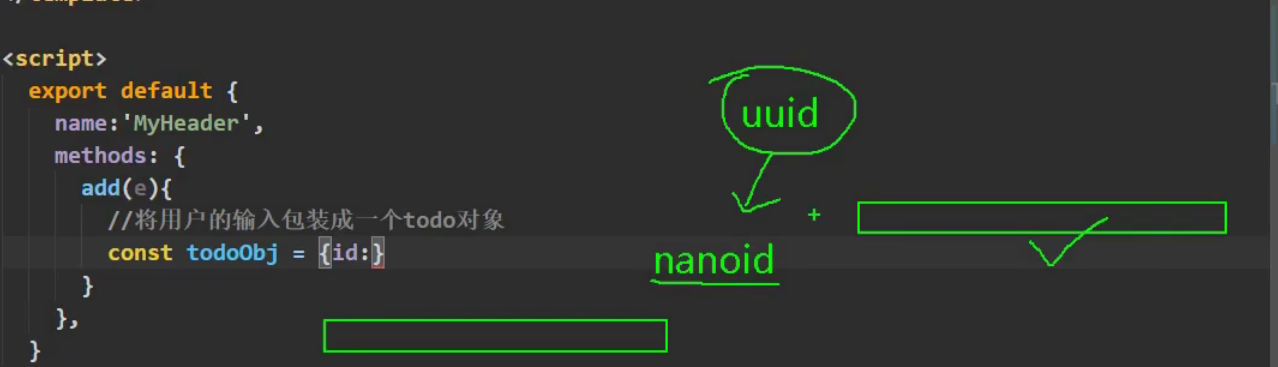 <script>
export default {
name:'MyHeader',
methods: {
add(e){
//将用户的输入包装成一个todo对象
const todoObj = {id:}
}
},
}
uuid
+
nanoid